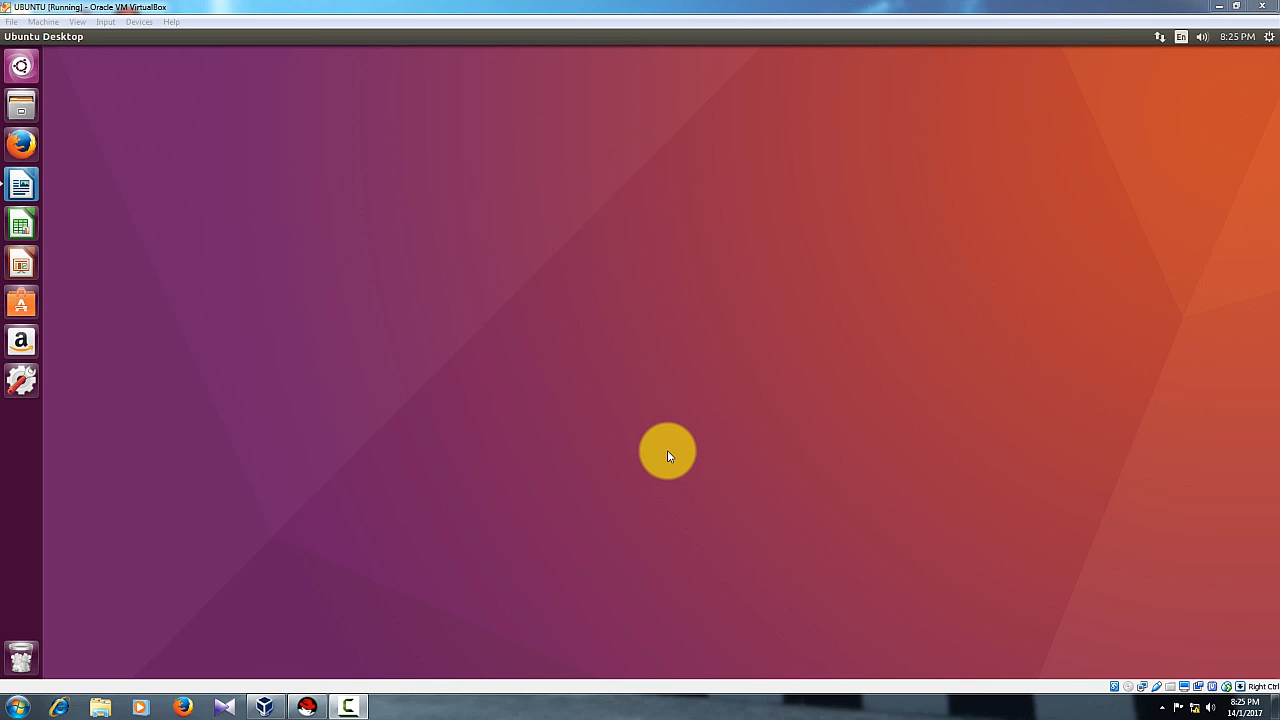 UBUNTU [Running] - Oracle VM VirtualBox
File Machine View Input Devices Help
Ubuntu Desktop
En 8:25 PM
a
Right Ctrl
8:25 PM
14/1/2017